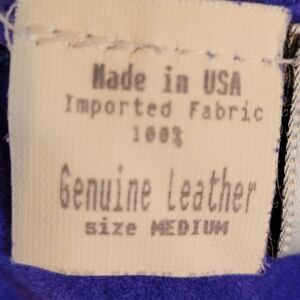 Made in USA
Imported Fabric
100%
Genuine Leather
size MEDIUM